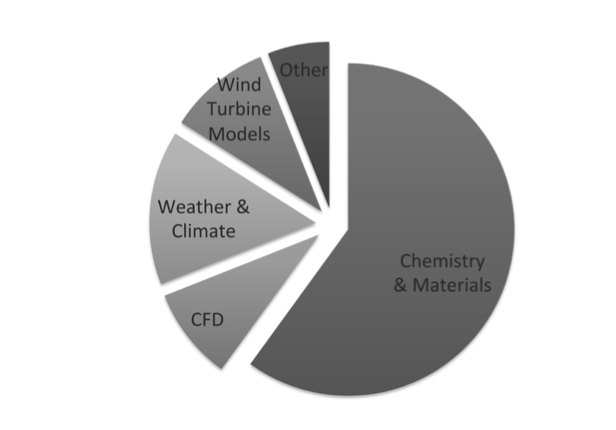 Other
Wind
Turbine
Models
Weather &
Climate
Chemistry
& Materials
CFD